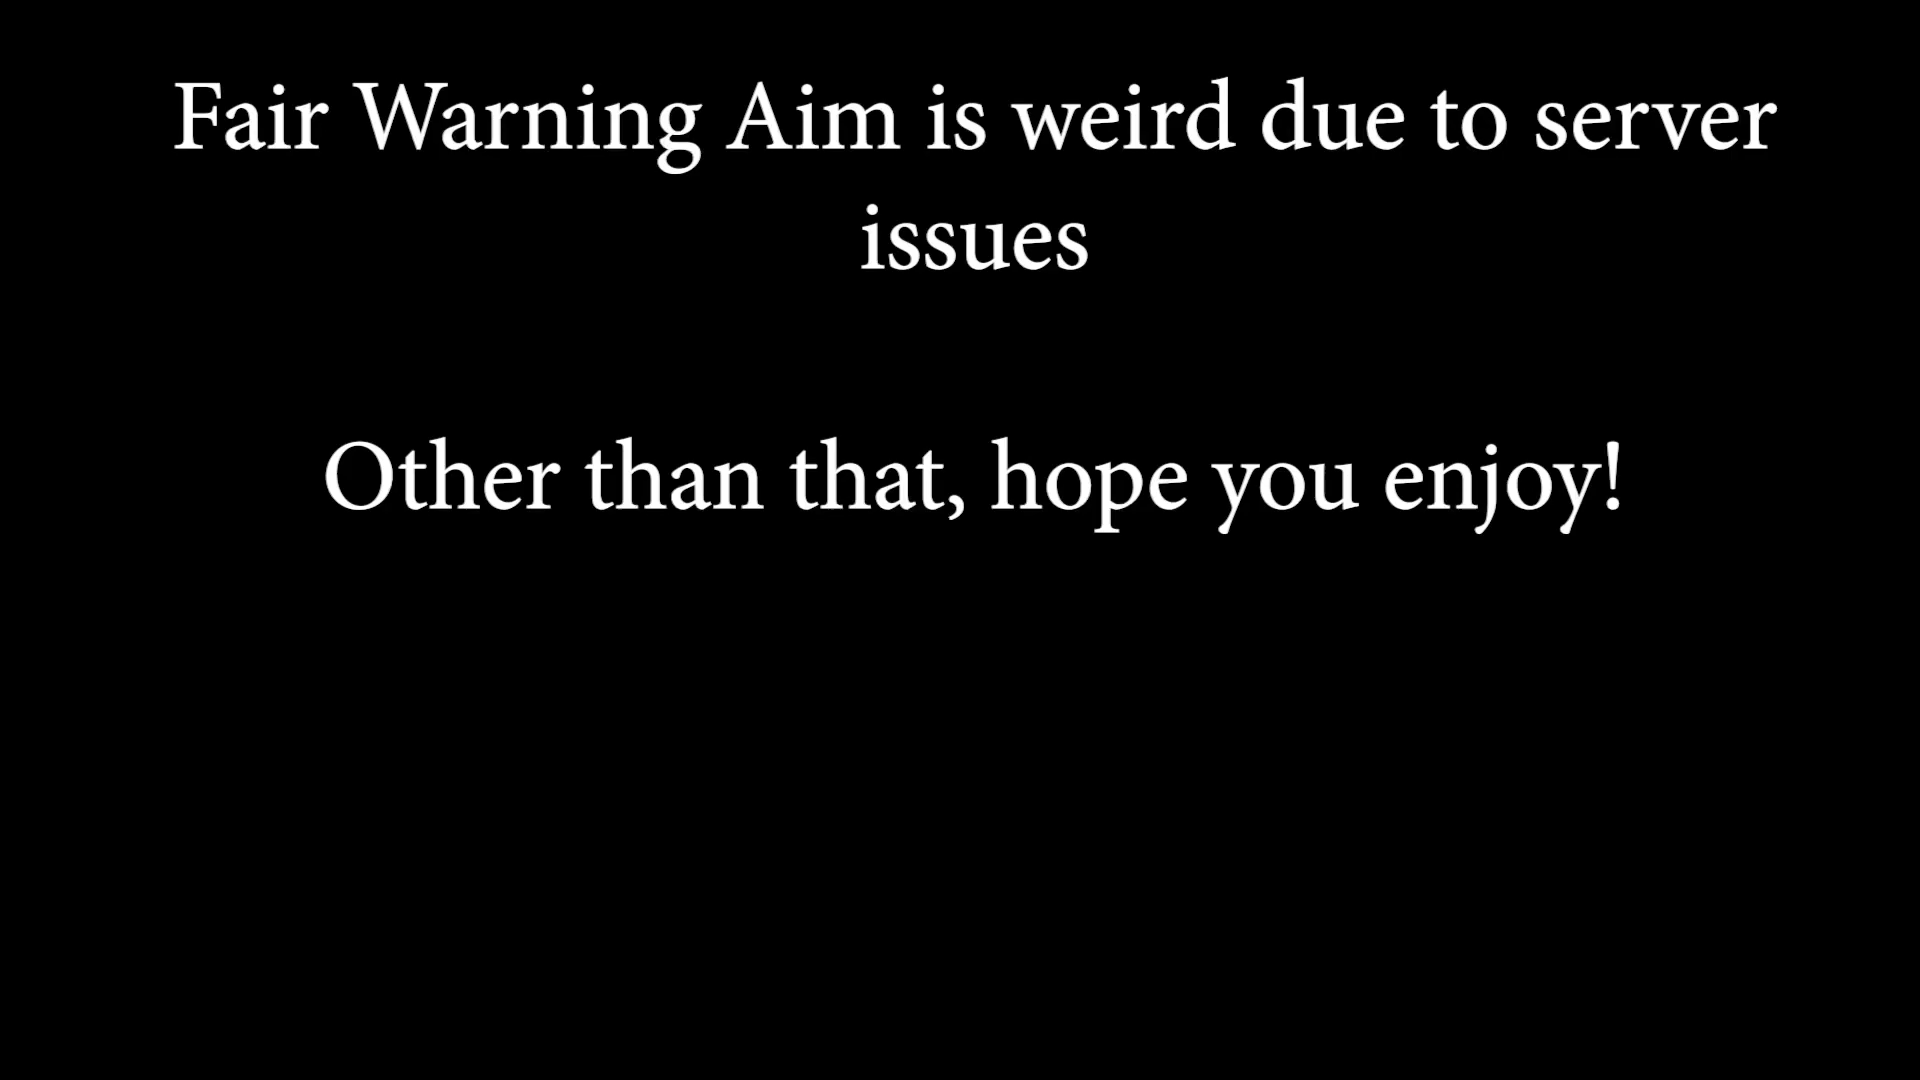 Fair Warning Aim is weird due to server
issues
Other than that, hope you enjoy!